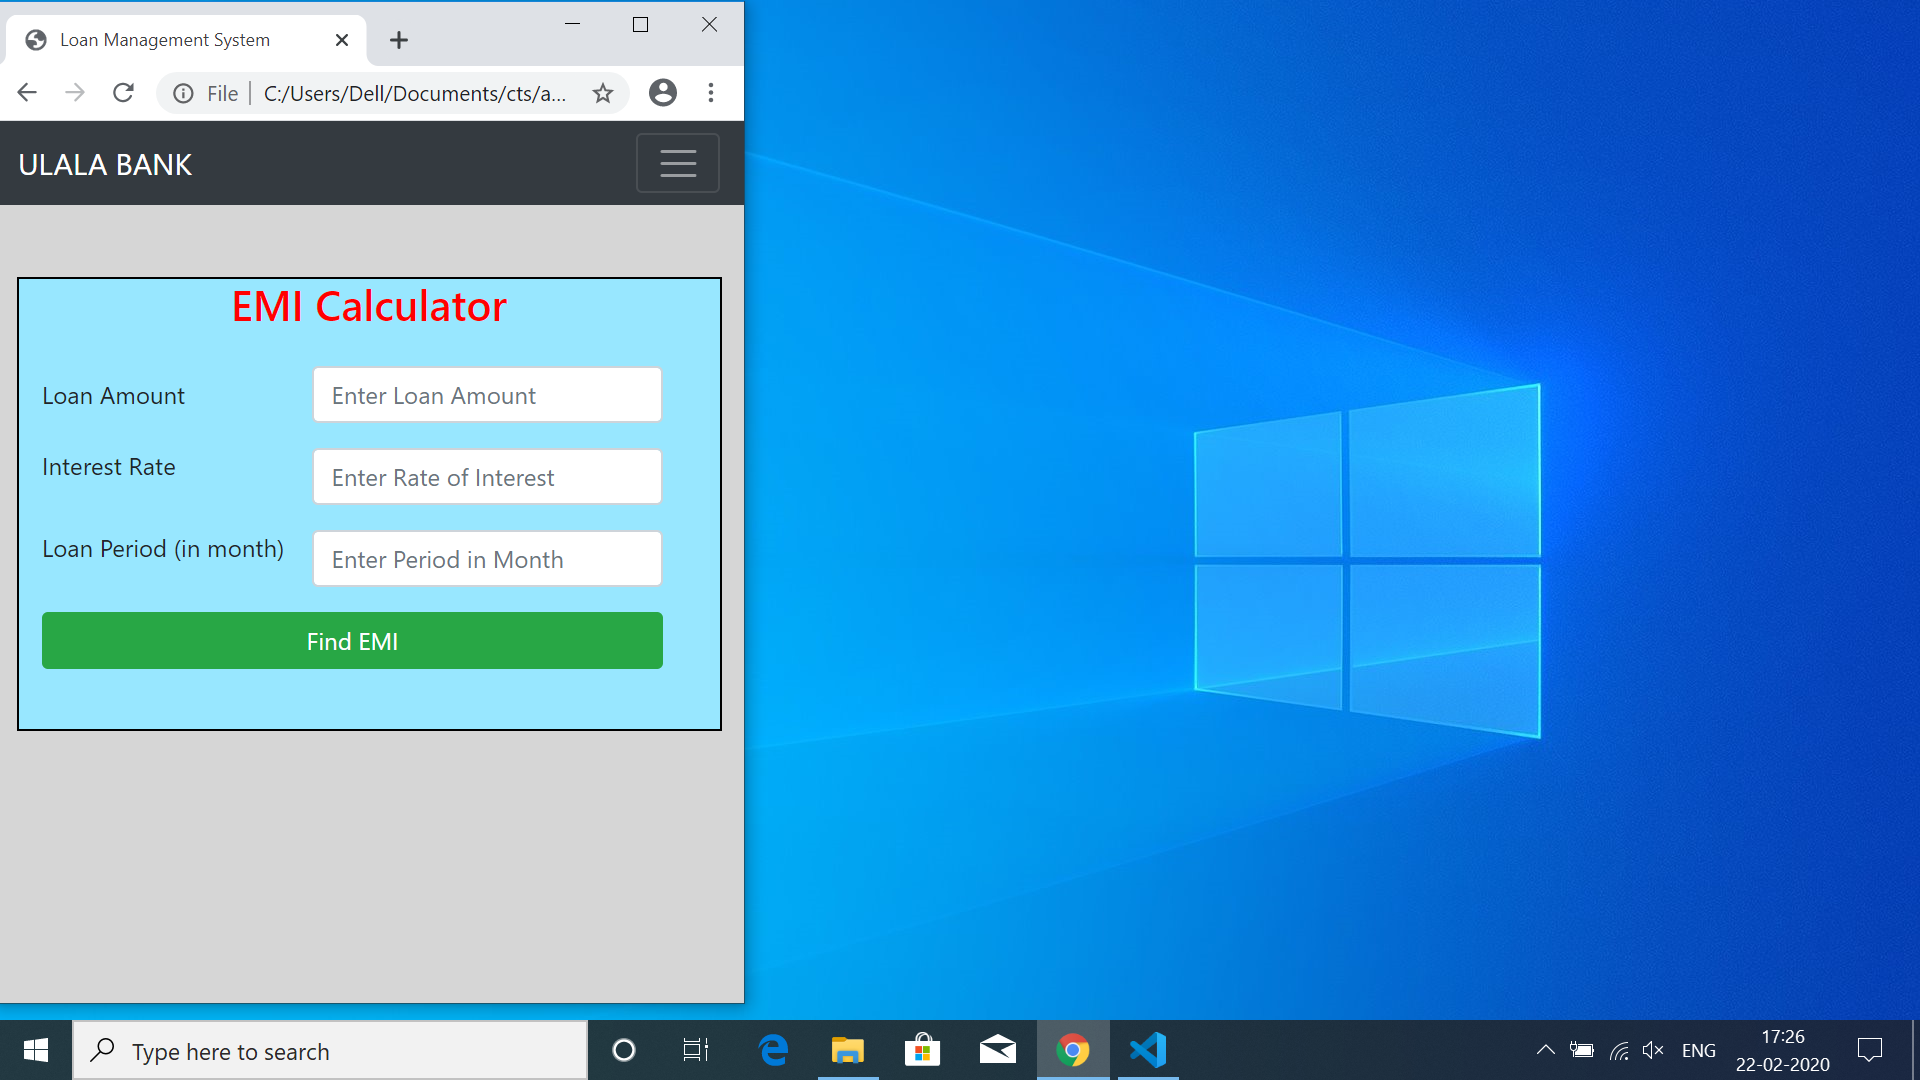 Loan Management System
File | C:/Users/Dell/Documents/cts/a...
ULALA BANK
EMI Calculator
Loan Amount Enter Loan Amount
Interest Rate Enter Rate of Interest
Loan Period (in month) Enter Period in Month
Find EMI
Type here to search
ENG
17:26
22-02-2020